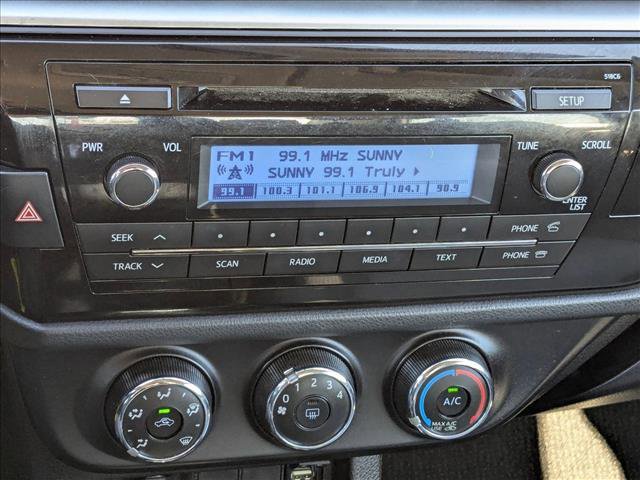 518C6
SETUP
PWR
VOL
FM1 99.1 MHz SUNNY
SUNNY 99.1 Truly
99.1 100.3 101.1 106.9 104.1 90.9
TUNE
SCROLL
ENTER
LIST
SEEK
PHONE
TRACK
SCAN
RADIO
MEDIA
TEXT
PHONE
0 1 2 3 4
A/C
MAX A/C
USE